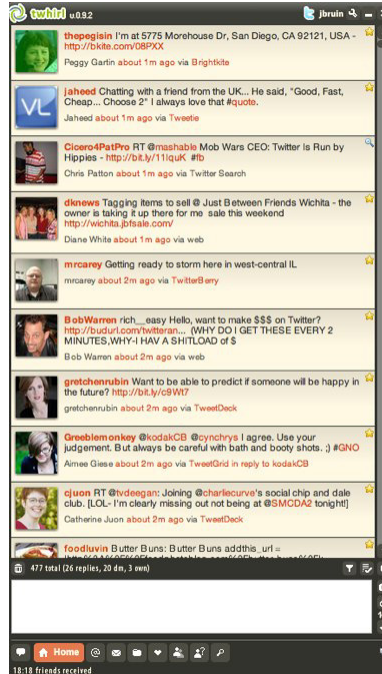 twhirl v.0.9.2 jbruin
thepegisin I'm at 5775 Morehouse Dr, San Diego, CA 92121, USA -
http://bkite.com/08PXX
Peggy Gartin about 1m ago via Brightkite
VL
jaheed Chatting with a friend from the UK... He said, "Good, Fast,
Cheap... Choose 2" I always love that #quote.
Jaheed about 1m ago via Tweetie
Cicero4PatPro RT @mashable Mob Wars CEO: Twitter Is Run by
Hippies - http://bit.ly/11lquK #fb
Chris Patton about 1m ago via Twitter Search
dknews Tagging items to sell @ Just Between Friends Wichita - the
owner is taking it up there for me sale this weekend
http://wichita.jbfsale.com/
Diane White about 1m ago via web
mrcarey Getting ready to storm here in west-central IL
mrcarey about 2m ago via TwitterBerry
BobWarren rich__easy Hello, want to make $$$ on Twitter?
http://budurl.com/twitteran... (WHY DO I GET THESE EVERY 2
MINUTES,WHY-I HAV A SHITLOAD of $
Bob Warren about 2m ago via web
gretchenrubin Want to be able to predict if someone will be happy in
the future? http://bit.ly/c9Wt7
gretchenrubin about 2m ago via TweetDeck
Greeblemonkey @kodakCB @cynchrys I agree. Use your
judgement. But always be careful with bath and booty shots. ;) #GNO
Aimee Giese about 2m ago via TweetGrid in reply to kodakCB
cjuon RT @tvdeegan: Joining @charliecurve's social chip and dale
club. [LOL- I'm clearly missing out not being at @SMCDA2 tonight!]
Catherine Juon about 2m ago via TweetDeck
foodluvin Butter Buns: Butter Buns addthis_url =
477 total (26 replies, 20 dm, 3 own)
Home @
18:18 friends received